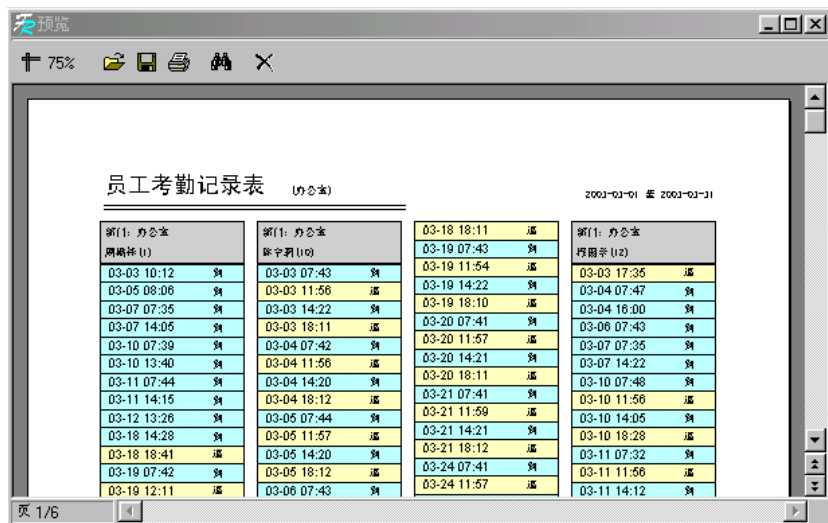 预览
75%
员工考勤记录表 (办公室)
2003-03-01 至 2003-03-31
部门: 办公室
(1)
03-03 10:12 到
03-05 08:06 到
03-07 07:35 到
03-07 14:05 到
03-10 07:39 到
03-10 13:40 到
03-11 07:44 到
03-11 14:15 到
03-12 13:26 到
03-18 14:28 到
03-18 18:41 退
03-19 07:42 到
03-19 12:11 退
部门: 办公室
(10)
03-03 07:43 到
03-03 11:56 退
03-03 14:22 到
03-03 18:11 退
03-04 07:42 到
03-04 11:56 退
03-04 14:20 到
03-04 18:12 退
03-05 07:44 到
03-05 11:57 退
03-05 14:20 到
03-05 18:12 退
03-06 07:43 到
03-18 18:11 退
03-19 07:43 到
03-19 11:54 退
03-19 14:22 到
03-19 18:10 退
03-20 07:41 到
03-20 11:57 退
03-20 14:21 到
03-20 18:11 退
03-21 07:41 到
03-21 11:59 退
03-21 14:21 到
03-21 18:12 退
03-24 07:41 到
03-24 11:57 退
部门: 办公室
(12)
03-03 17:35 退
03-04 07:47 到
03-04 16:00 到
03-06 07:43 到
03-07 07:35 到
03-07 14:22 到
03-10 07:48 到
03-10 11:56 退
03-10 14:05 到
03-10 18:28 退
03-11 07:32 到
03-11 11:56 退
03-11 14:12 到
页 1/6